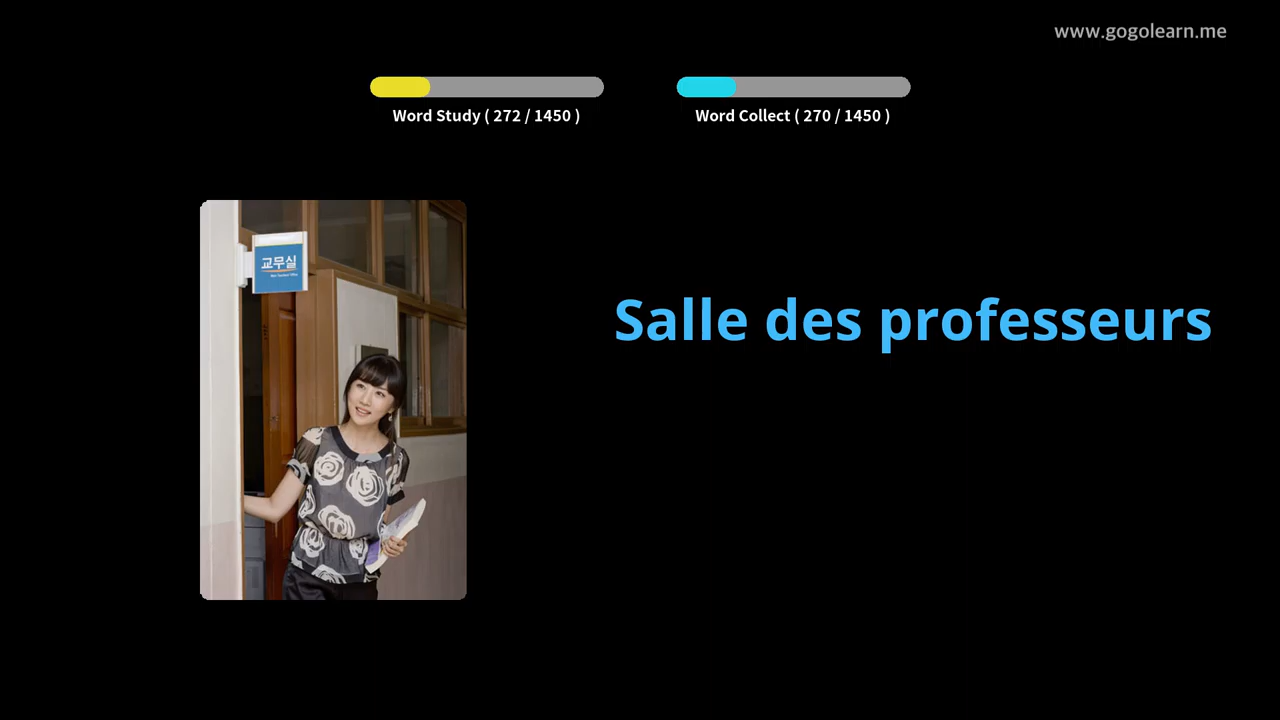 www.gogolearn.me
Word Study ( 272 / 1450 )
Word Collect ( 270 / 1450 )
교무실
Salle des professeurs